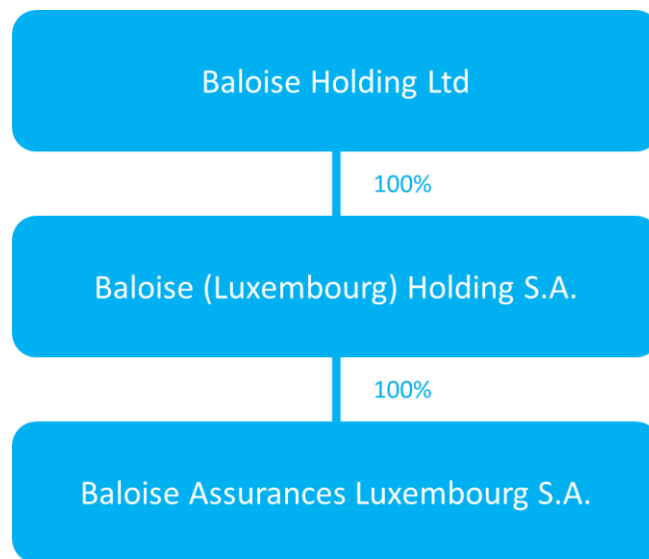 Baloise Holding Ltd
100%
Baloise (Luxembourg) Holding S.A.
100%
Baloise Assurances Luxembourg S.A.